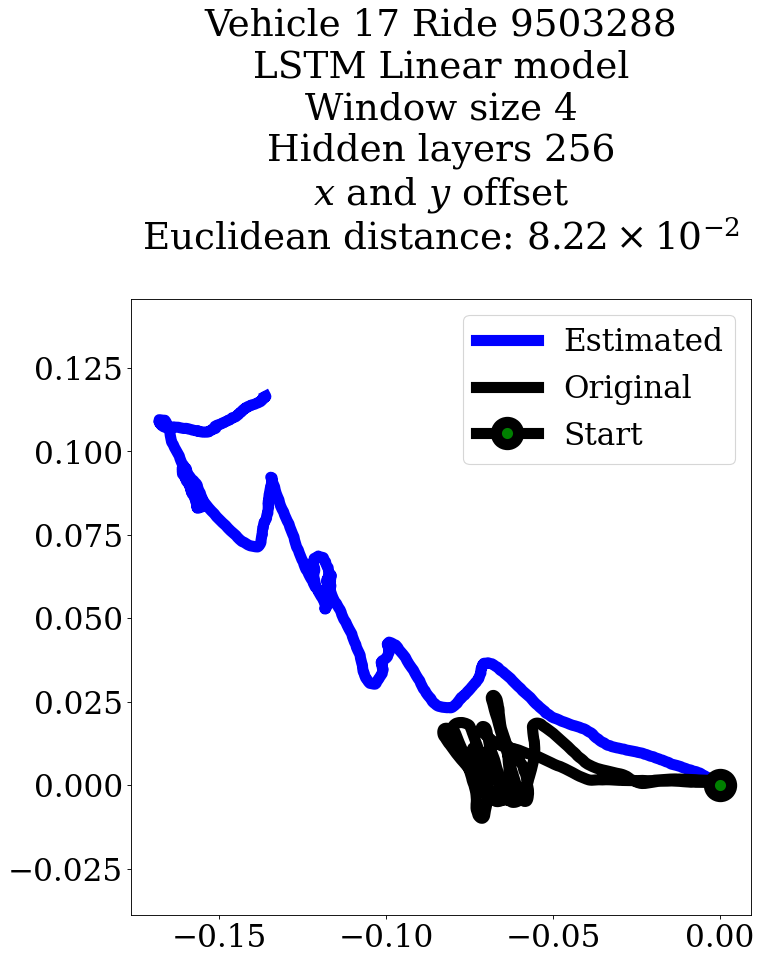 Vehicle 17 Ride 9503288
LSTM Linear model
Window size 4
Hidden layers 256
x and y offset
Euclidean distance: 8.22 × 10⁻²
Estimated
Original
Start
0.125
0.100
0.075
0.050
0.025
0.000
−0.025
−0.15 −0.10 −0.05 0.00